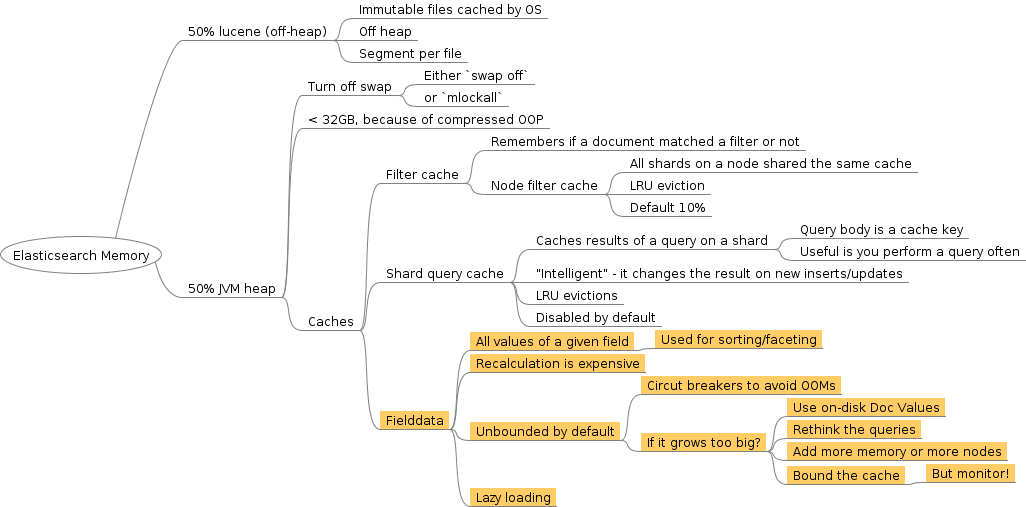 Elasticsearch Memory
50% lucene (off-heap)
Immutable files cached by OS
Off heap
Segment per file
50% JVM heap
Turn off swap
Either `swap off`
or `mlockall`
< 32GB, because of compressed OOP
Caches
Filter cache
Remembers if a document matched a filter or not
Node filter cache
All shards on a node shared the same cache
LRU eviction
Default 10%
Shard query cache
Caches results of a query on a shard
Query body is a cache key
Useful is you perform a query often
"Intelligent" - it changes the result on new inserts/updates
LRU evictions
Disabled by default
Fielddata
All values of a given field
Used for sorting/faceting
Recalculation is expensive
Unbounded by default
Circut breakers to avoid OOMs
If it grows too big?
Use on-disk Doc Values
Rethink the queries
Add more memory or more nodes
Bound the cache
But monitor!
Lazy loading